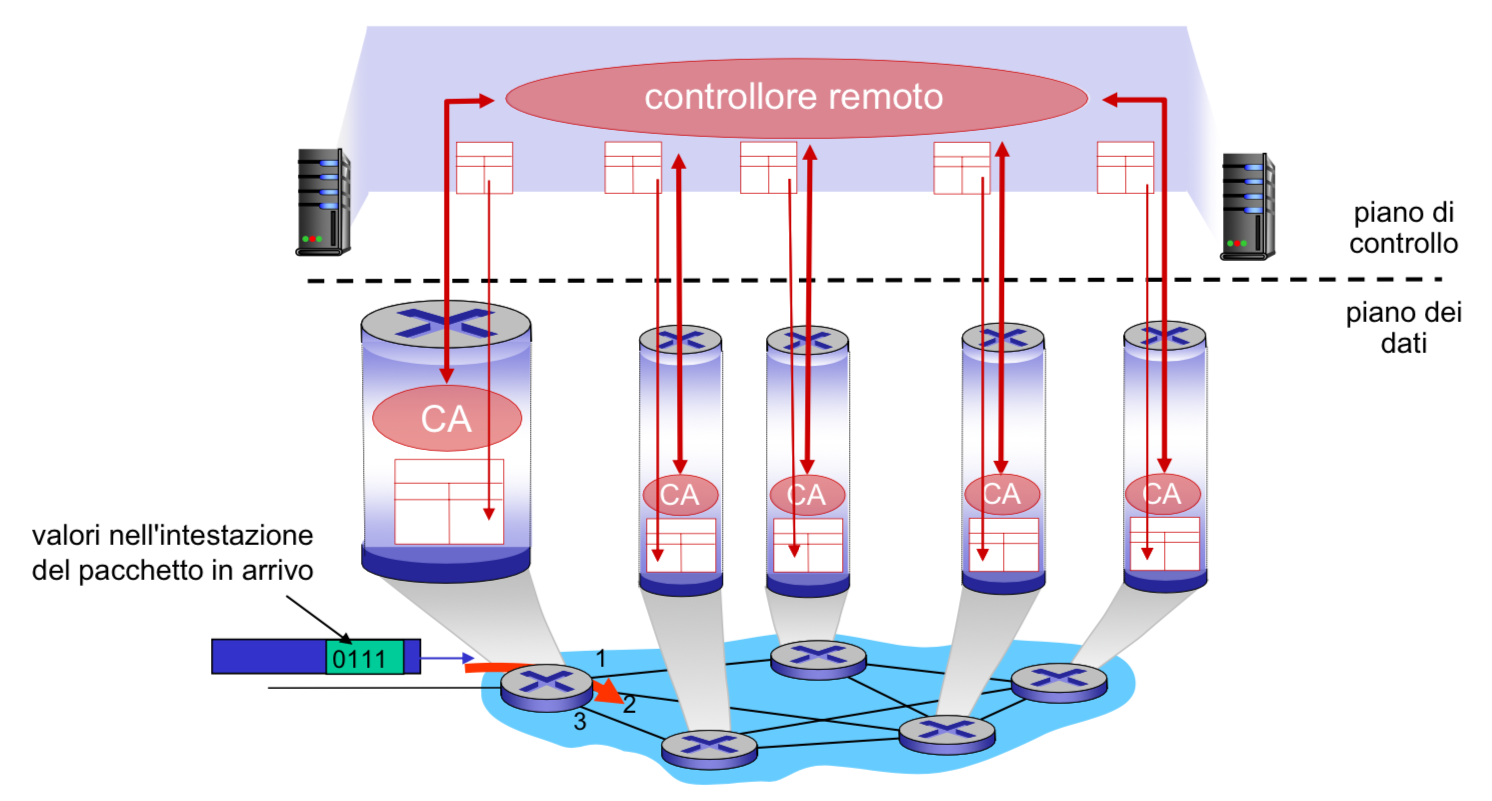 controllore remoto
piano di
controllo
piano dei
dati
CA
CA
CA
CA
CA
valori nell'intestazione
del pacchetto in arrivo
0111
1
2
3